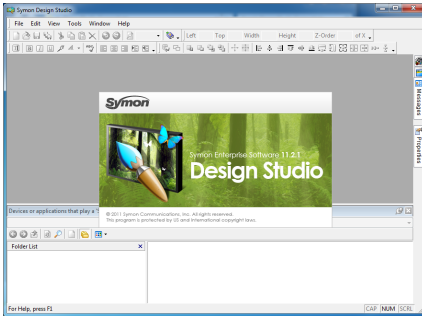 Symon Design Studio
File Edit View Tools Window Help
Left Top Width Height Z-Order of X
Messages
Properties
Symon
Symon Enterprise Software 11.2.1
Design Studio
© 2011 Symon Communications, Inc. All rights reserved.
This program is protected by US and international copyright laws.
Devices or applications that play a
Folder List
For Help, press F1
CAP NUM SCRL